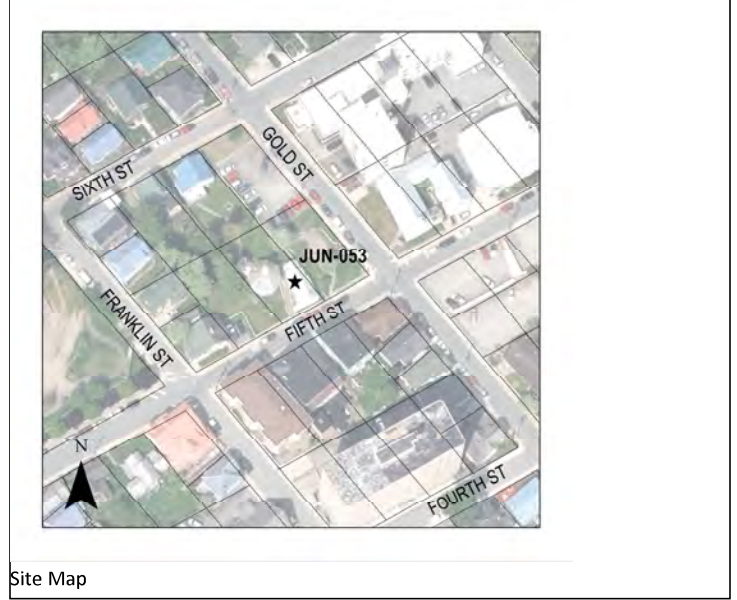 GOLD ST
SIXTH ST
JUN-053
FRANKLIN ST
FIFTH ST
N
FOURTH ST
Site Map